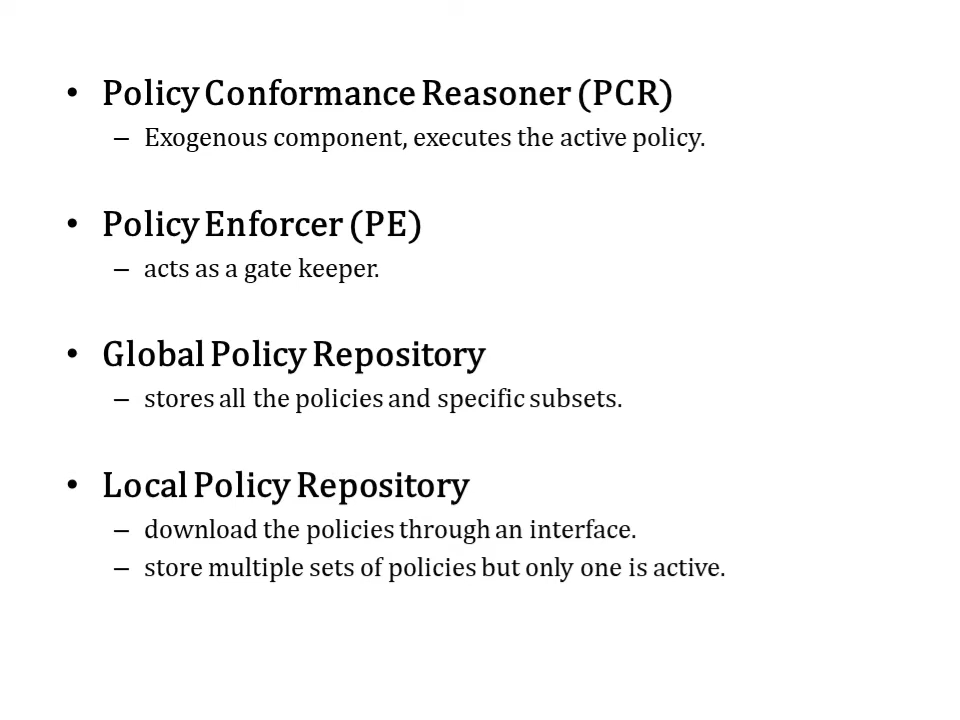 • Policy Conformance Reasoner (PCR)
– Exogenous component, executes the active policy.
• Policy Enforcer (PE)
– acts as a gate keeper.
• Global Policy Repository
– stores all the policies and specific subsets.
• Local Policy Repository
– download the policies through an interface.
– store multiple sets of policies but only one is active.